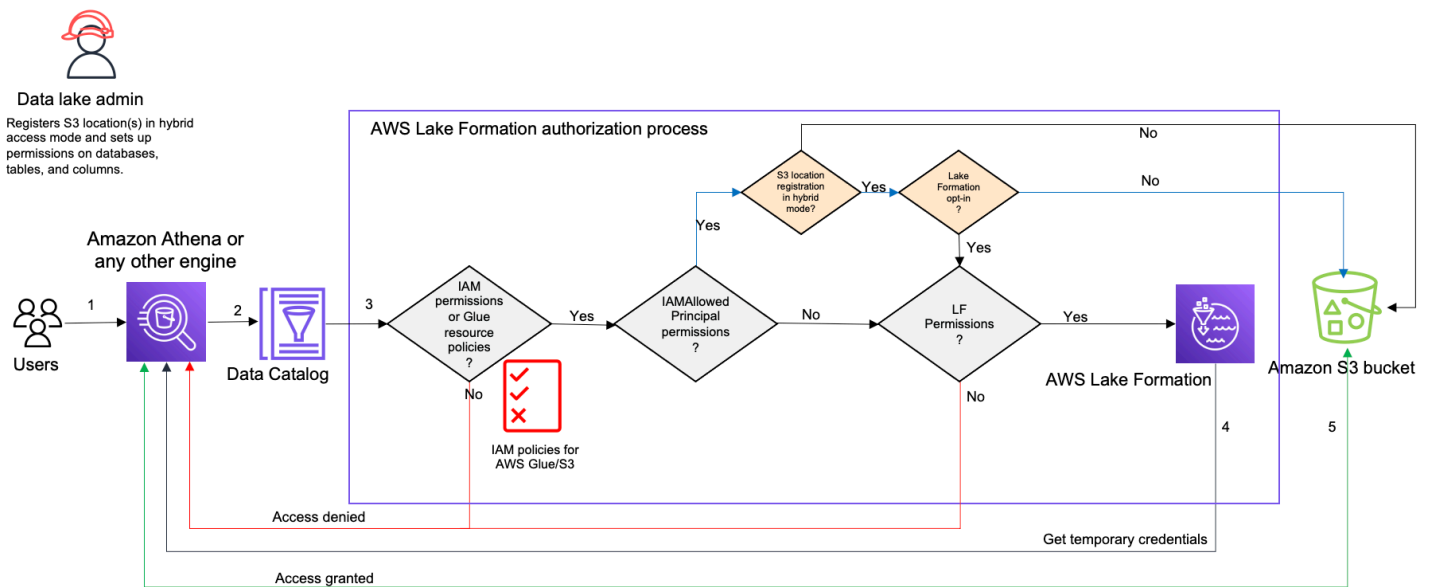 Data lake admin
Registers S3 location(s) in hybrid
access mode and sets up
permissions on databases,
tables, and columns.
AWS Lake Formation authorization process
No
S3 location
registration
in hybrid
mode?
Yes
Lake
Formation
opt-in
?
No
Yes
Yes
Amazon Athena or
any other engine
1
2
3
IAM
permissions
or Glue
resource
policies
?
Yes
IAMAllowed
Principal
permissions
?
No
LF
Permissions
?
Yes
Users
Data Catalog
AWS Lake Formation
Amazon S3 bucket
No
No
IAM policies for
AWS Glue/S3
4
5
Access denied
Get temporary credentials
Access granted